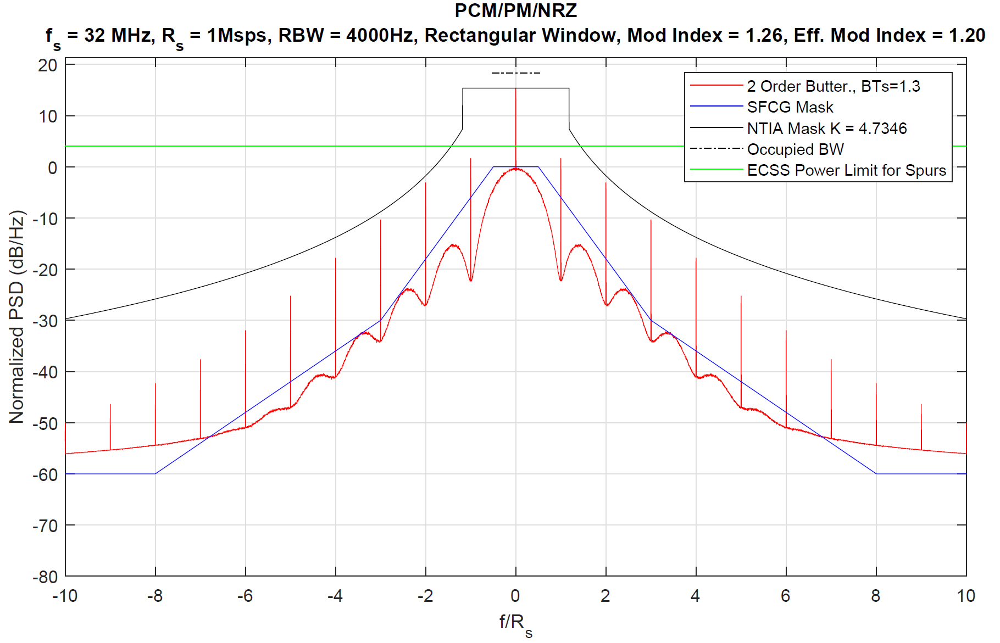 PCM/PM/NRZ
fs = 32 MHz, Rs = 1Msps, RBW = 4000Hz, Rectangular Window, Mod Index = 1.26, Eff. Mod Index = 1.20
2 Order Butter., BTs=1.3
SFCG Mask
NTIA Mask K = 4.7346
Occupied BW
ECSS Power Limit for Spurs
Normalized PSD (dB/Hz)
20
10
0
-10
-20
-30
-40
-50
-60
-70
-80
-10 -8 -6 -4 -2 0 2 4 6 8 10
f/Rs